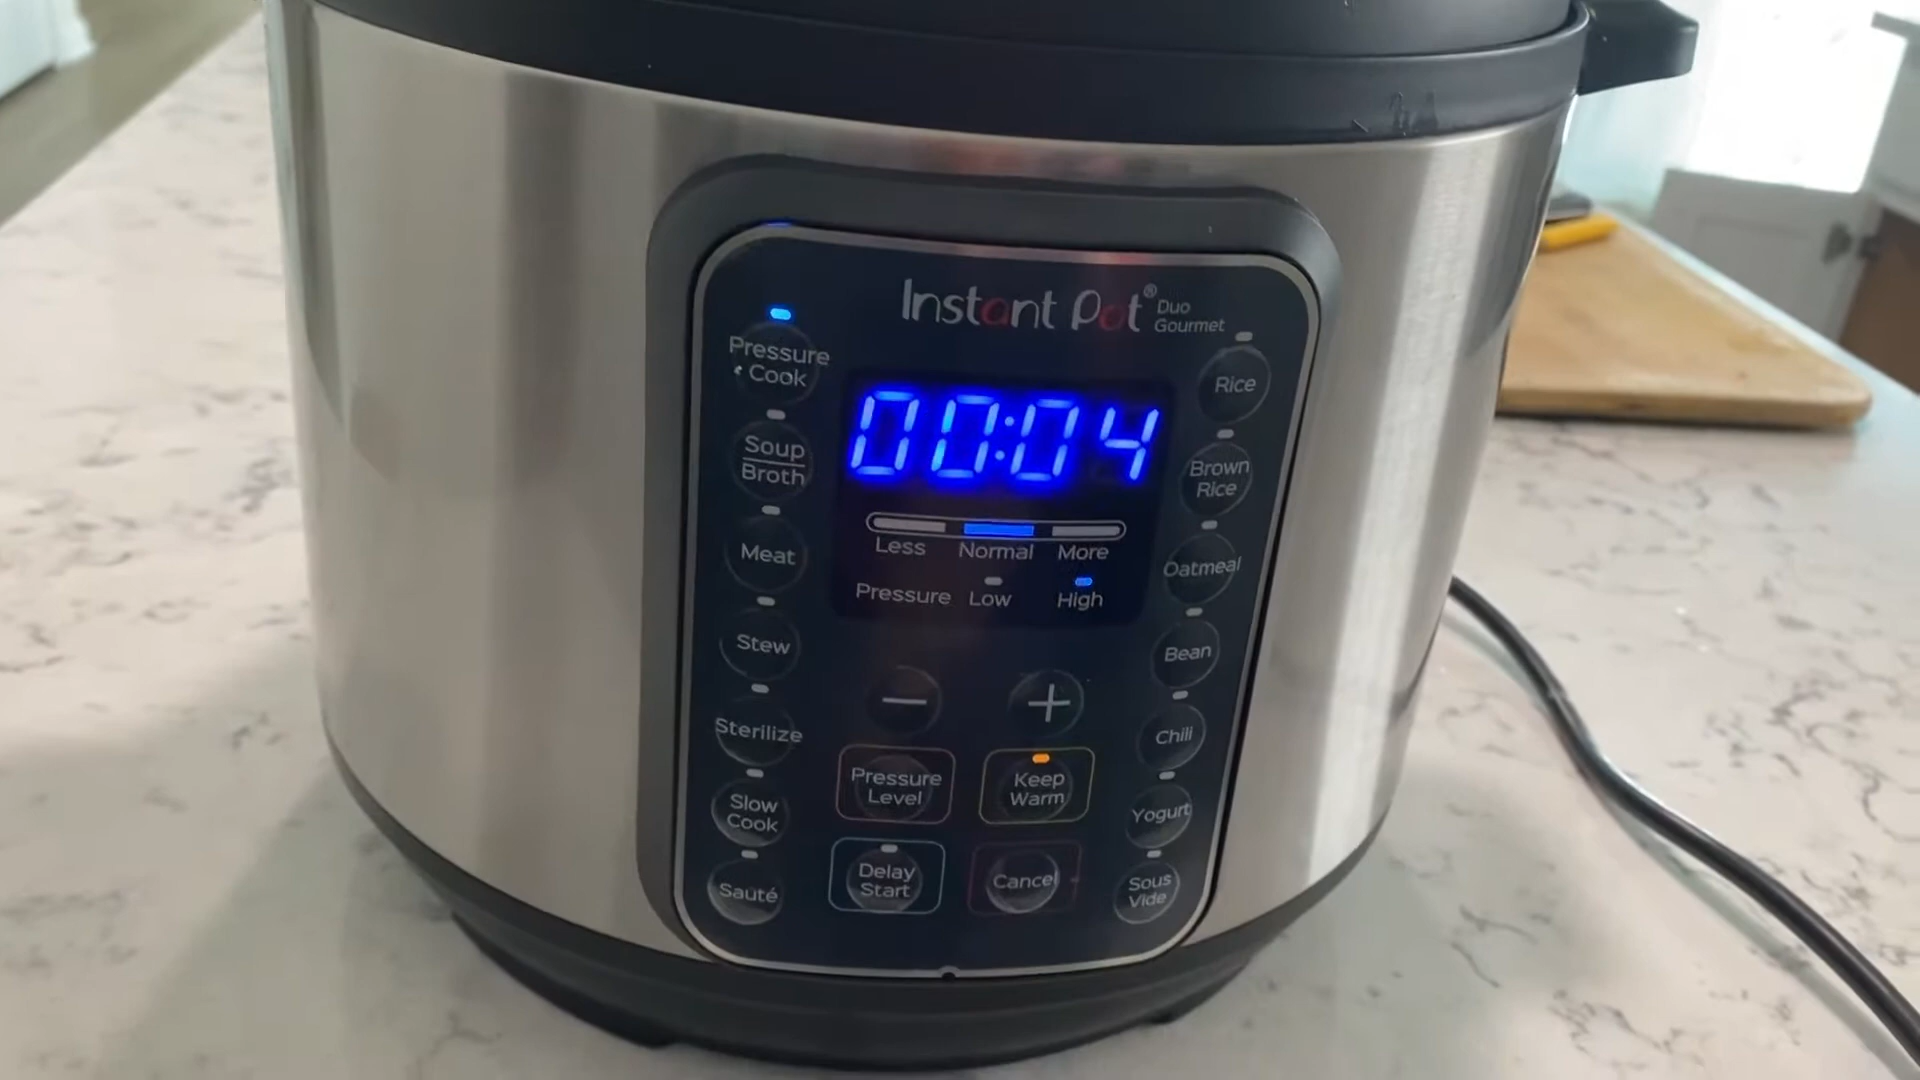 Instant Pot® Duo
Gourmet
Pressure
Cook
Soup
Broth
Meat
Stew
Sterilize
Slow
Cook
Sauté
00:04
Less Normal More
Pressure Low High
− +
Pressure
Level
Keep
Warm
Delay
Start
Cancel
Rice
Brown
Rice
Oatmeal
Bean
Chili
Yogurt
Sous
Vide